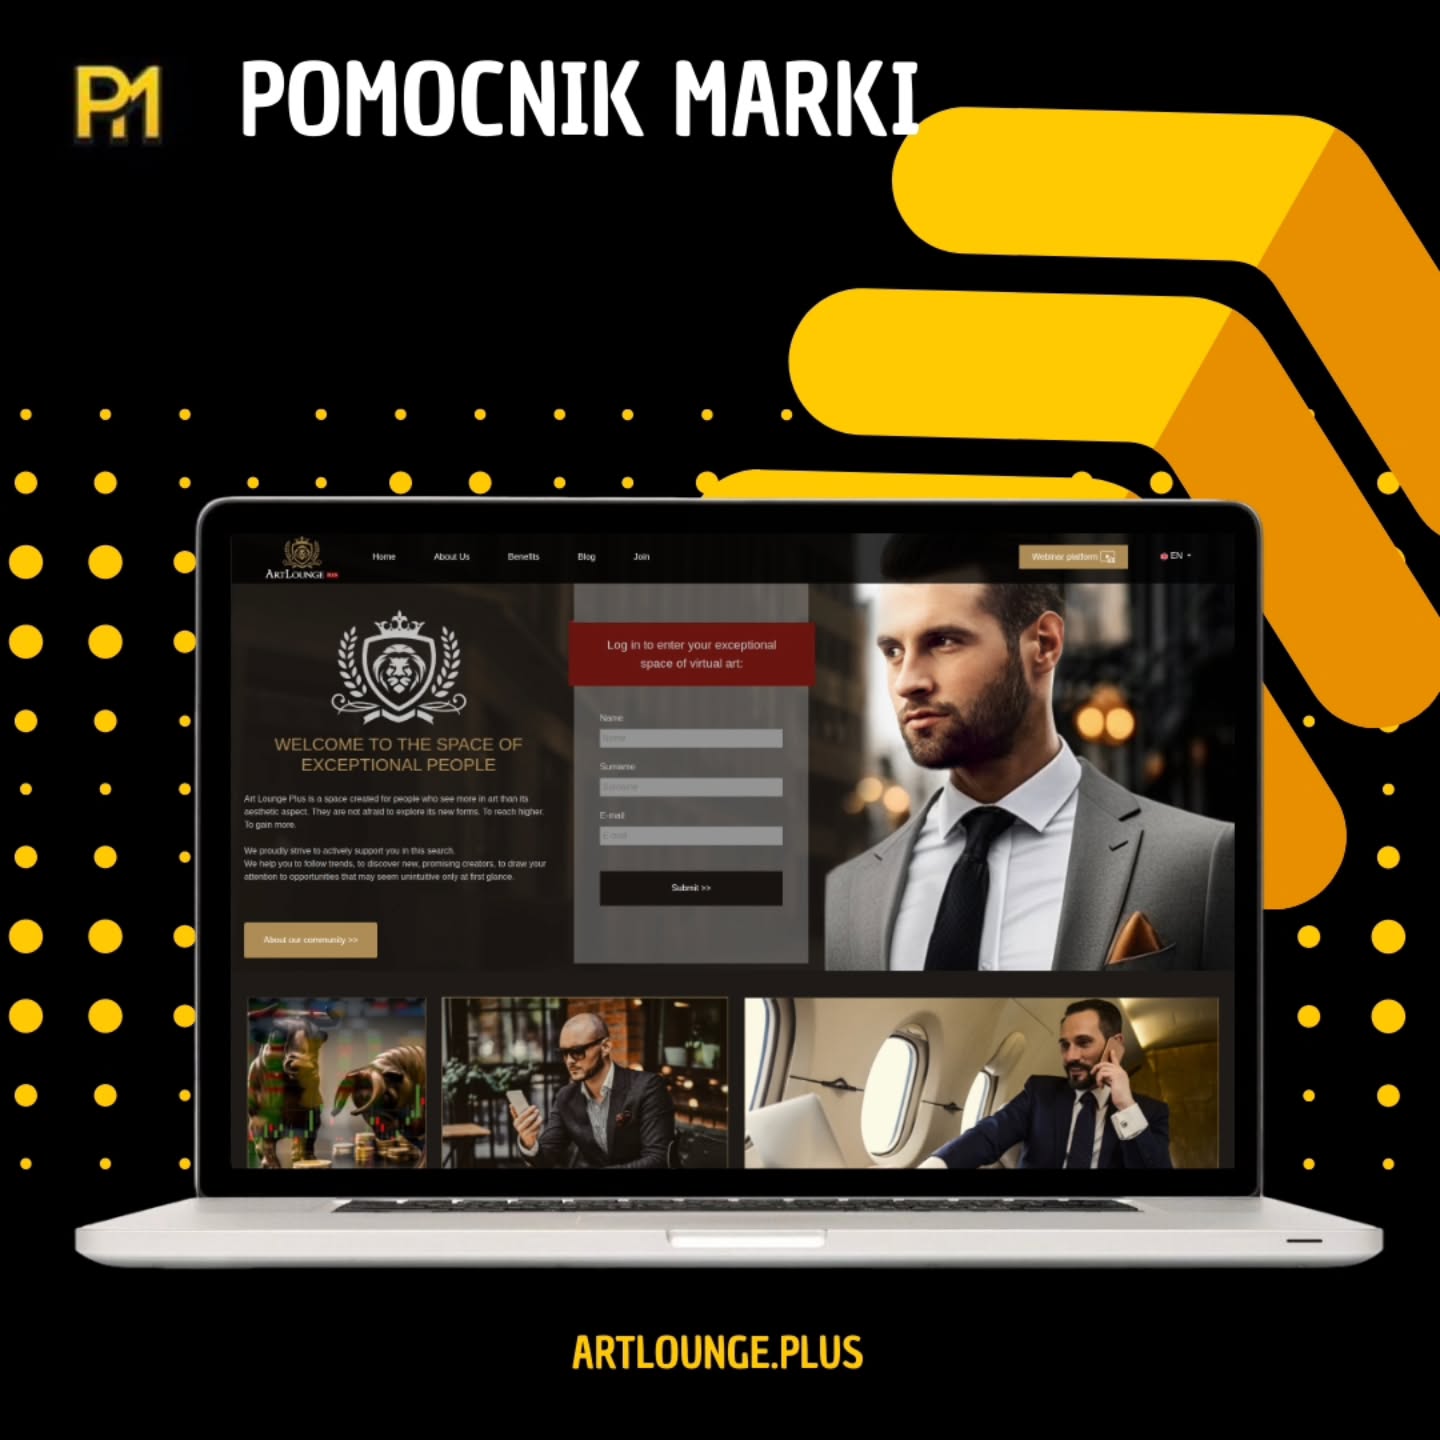 PM
POMOCNIK MARKI
ARTLOUNGE PLUS
Home
About Us
Benefits
Blog
Join
Webinar platform
EN
WELCOME TO THE SPACE OF
EXCEPTIONAL PEOPLE
Art Lounge Plus is a space created for people who see more in art than its
aesthetic aspect. They are not afraid to explore its new forms. To reach higher.
To gain more.
We proudly strive to actively support you in this search.
We help you to follow trends, to discover new, promising creators, to draw your
attention to opportunities that may seem unintuitive only at first glance.
About our community >>
Log in to enter your exceptional
space of virtual art:
Name
Name
Surname
Surname
E-mail
E-mail
Submit >>
ARTLOUNGE.PLUS